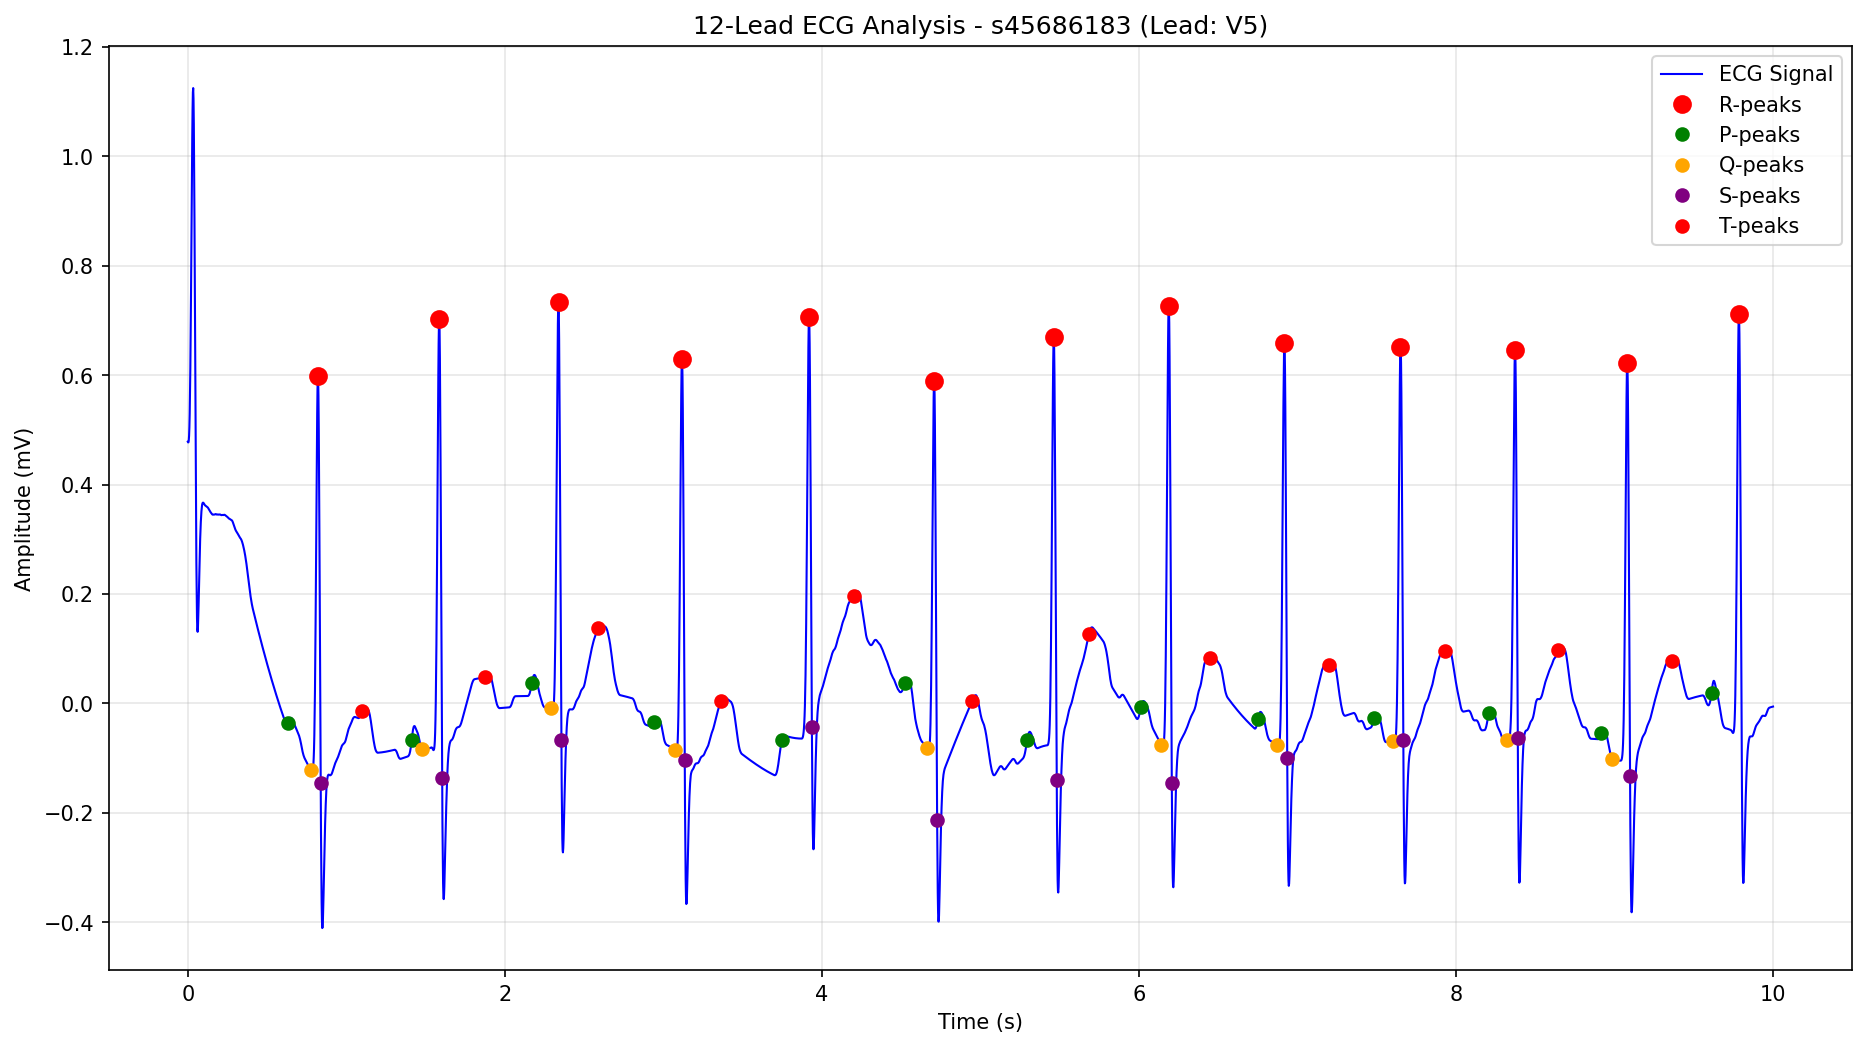 12-Lead ECG Analysis - s45686183 (Lead: V5)
ECG Signal
R-peaks
P-peaks
Q-peaks
S-peaks
T-peaks
Amplitude (mV)
1.2
1.0
0.8
0.6
0.4
0.2
0.0
−0.2
−0.4
0 2 4 6 8 10
Time (s)